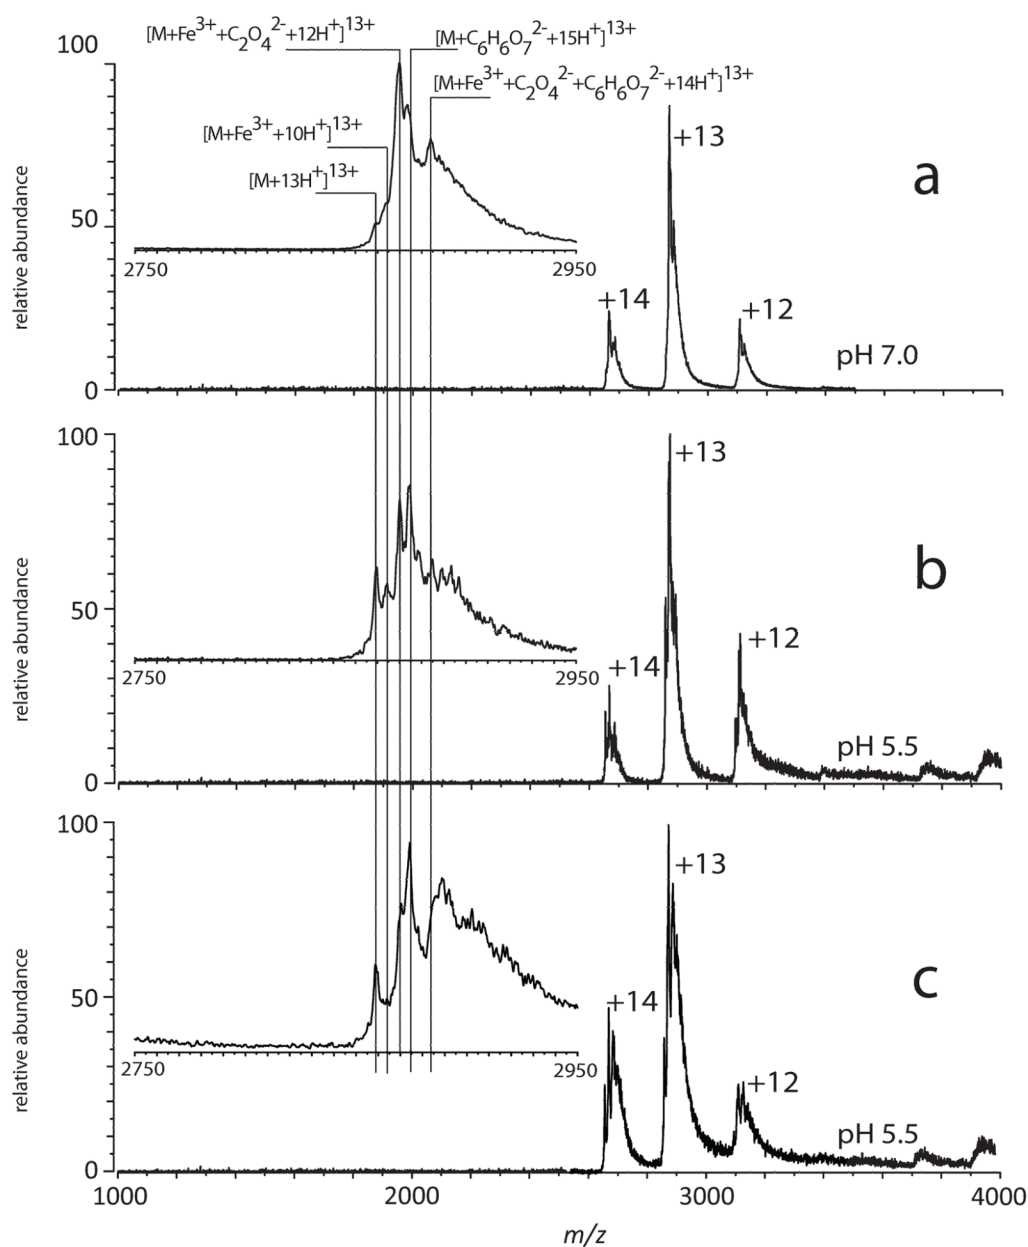 [M+Fe³⁺+C₂O₄²⁻+12H⁺]¹³⁺
[M+C₆H₆O₇²⁻+15H⁺]¹³⁺
[M+Fe³⁺+C₂O₄²⁻+C₆H₆O₇²⁻+14H⁺]¹³⁺
[M+Fe³⁺+10H⁺]¹³⁺
[M+13H⁺]¹³⁺
100
50
0
relative abundance
2750
2950
+14
+13
+12
a
pH 7.0
100
50
0
relative abundance
2750
2950
+14
+13
+12
b
pH 5.5
100
50
0
relative abundance
2750
2950
+14
+13
+12
c
pH 5.5
1000
2000
3000
4000
m/z